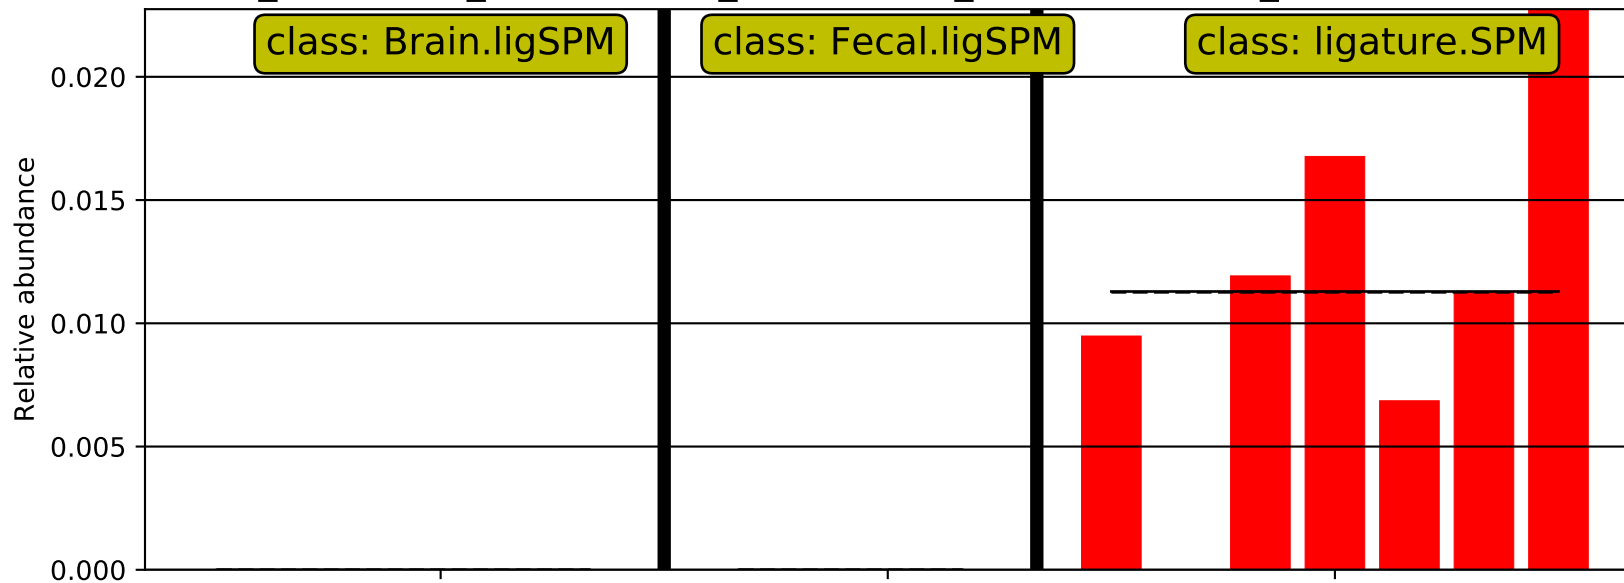 class: Brain.ligSPM
class: Fecal.ligSPM
class: ligature.SPM
0.020
0.015
0.010
0.005
0.000
Relative abundance